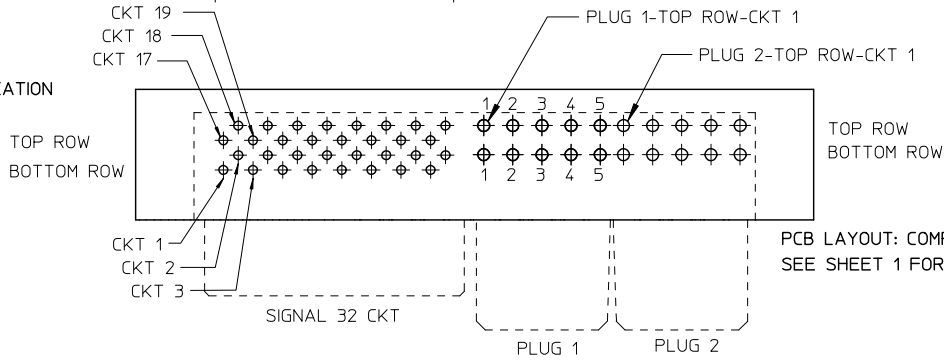 CKT 19
CKT 18
CKT 17
PLUG 1-TOP ROW-CKT 1
PLUG 2-TOP ROW-CKT 1
TOP ROW
BOTTOM ROW
1 2 3 4 5
1 2 3 4 5
TOP ROW
BOTTOM ROW
CKT 1
CKT 2
CKT 3
SIGNAL 32 CKT
PLUG 1
PLUG 2
PCB LAYOUT:
SEE SHEET 1 FOR